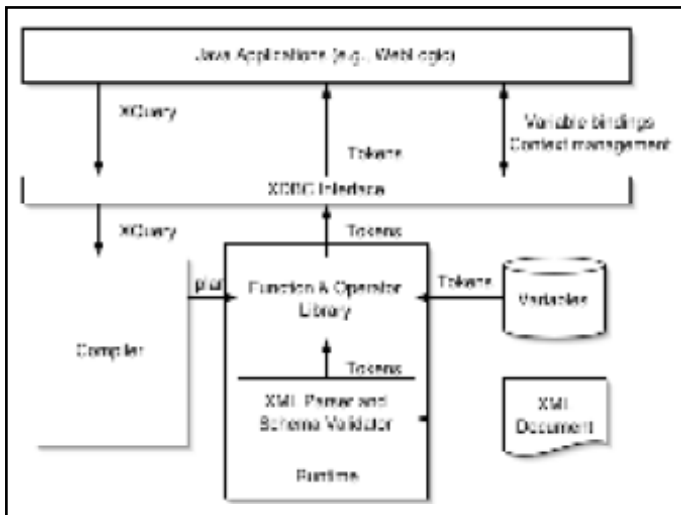 Java Applications (e.g., WebLogic)
XQuery
Tokens
Variable bindings
Context management
XDBC Interface
XQuery
Tokens
plan
Function & Operator
Library
Tokens
Variables
Compiler
Tokens
XML Parser and
Schema Validator
XML
Document
Runtime